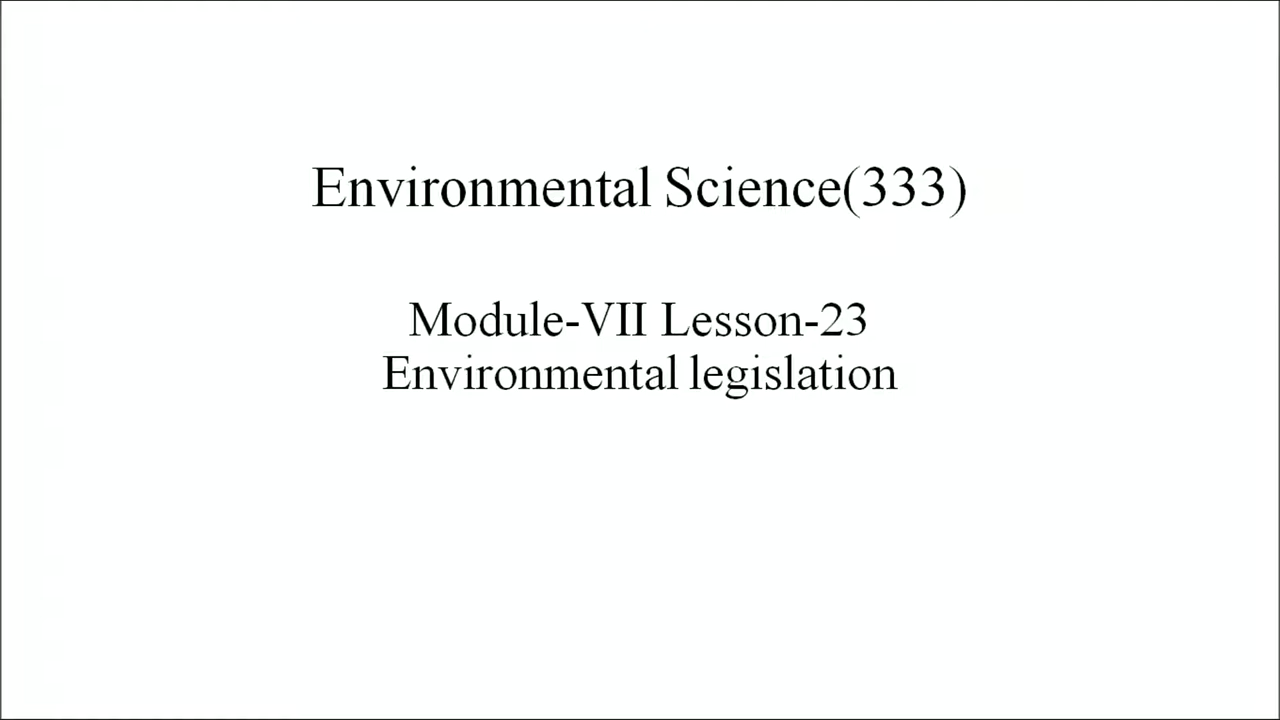 Environmental Science(333)
Module-VII Lesson-23
Environmental legislation